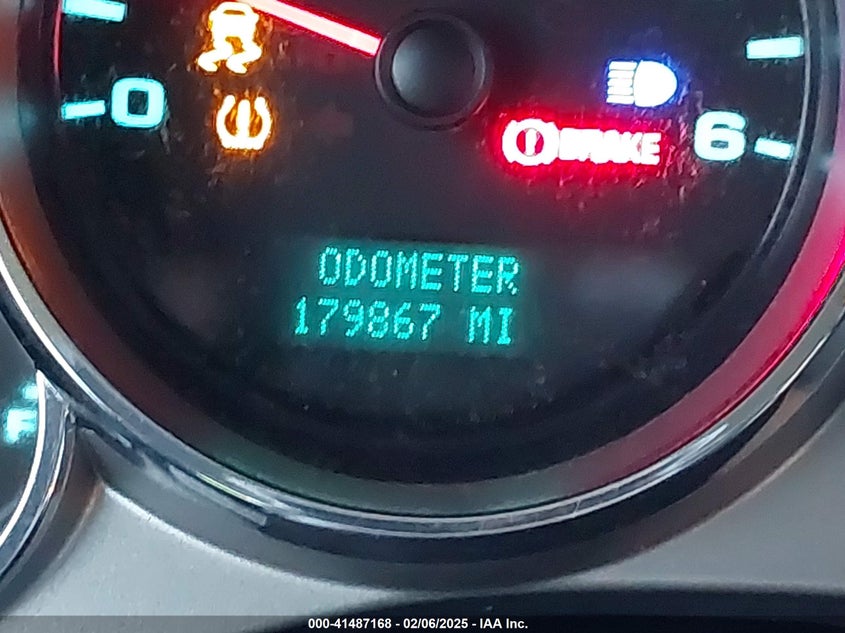 0
BRAKE
6
ODOMETER
179867 MI
F
000-41487168 - 02/06/2025 - IAA Inc.